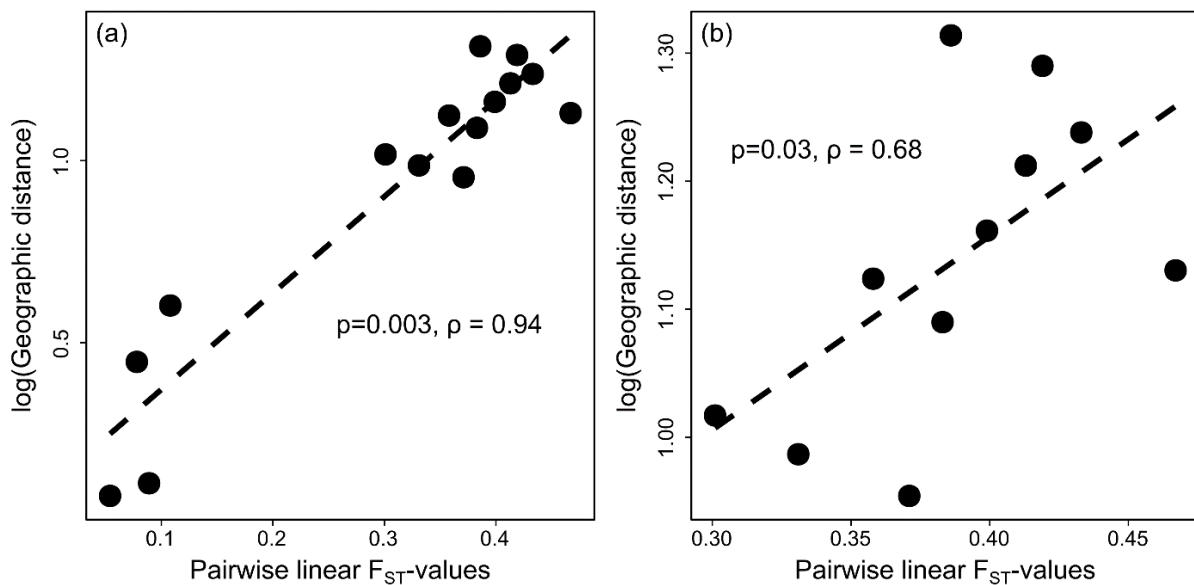 (a)
log(Geographic distance)
1.0
0.5
p=0.003, ρ = 0.94
0.1 0.2 0.3 0.4
Pairwise linear FST-values
(b)
log(Geographic distance)
1.30
1.20
1.10
1.00
p=0.03, ρ = 0.68
0.30 0.35 0.40 0.45
Pairwise linear FST-values